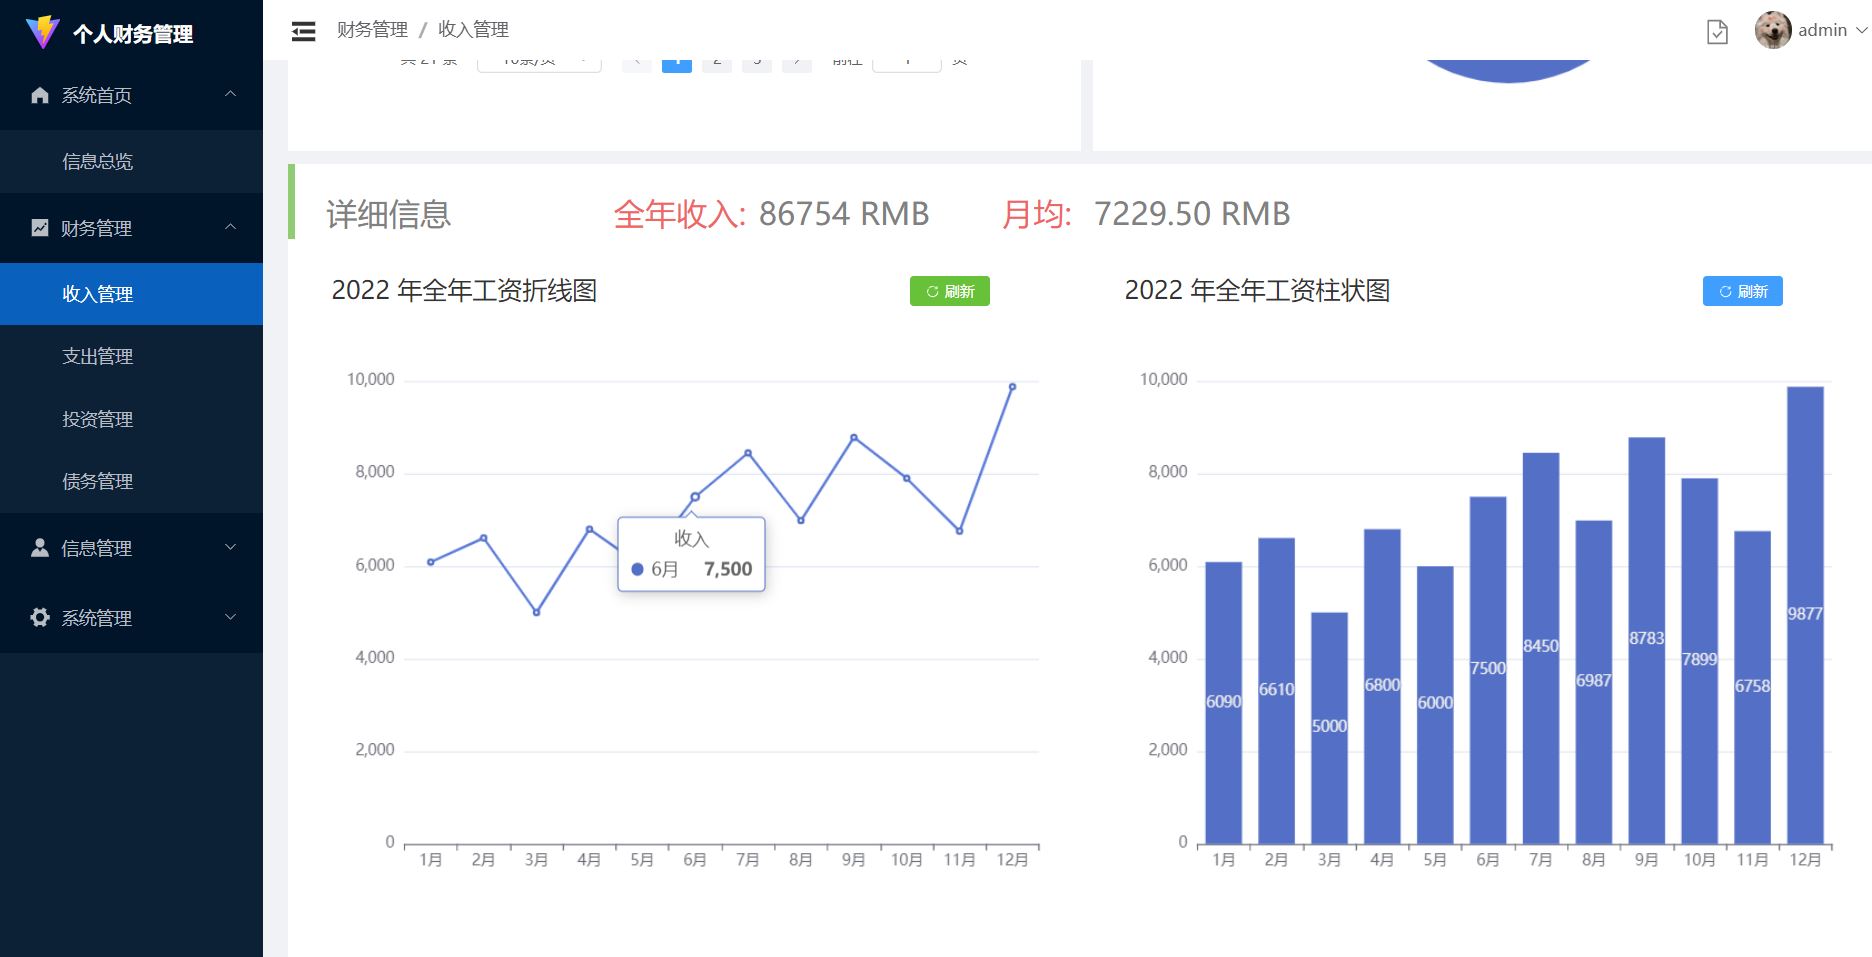 个人财务管理
系统首页
信息总览
财务管理
收入管理
支出管理
投资管理
债务管理
信息管理
系统管理
财务管理 / 收入管理
admin
详细信息 全年收入: 86754 RMB 月均: 7229.50 RMB
2022 年全年工资折线图
刷新
10,000
8,000
6,000
4,000
2,000
0
收入
6月 7,500
1月 2月 3月 4月 5月 6月 7月 8月 9月 10月 11月 12月
2022 年全年工资柱状图
刷新
10,000
8,000
6,000
4,000
2,000
0
6090 6610 5000 6800 6000 7500 8450 6987 8783 7899 6758 9877
1月 2月 3月 4月 5月 6月 7月 8月 9月 10月 11月 12月